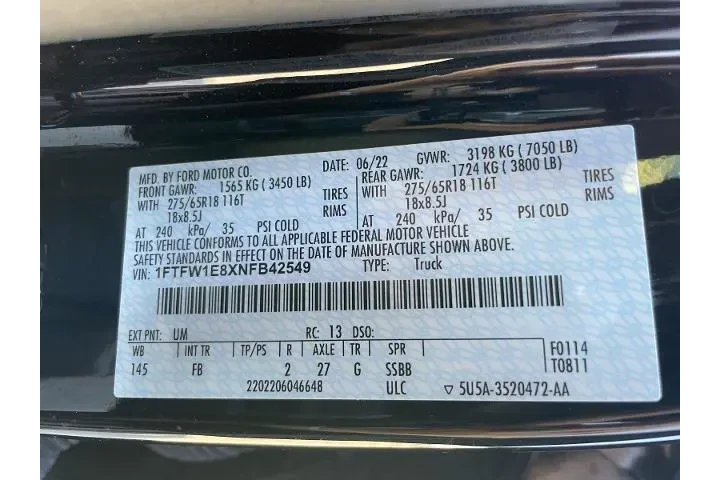 MFD. BY FORD MOTOR CO.
DATE: 06/22 GVWR: 3198 KG ( 7050 LB)
FRONT GAWR: 1565 KG ( 3450 LB) REAR GAWR: 1724 KG ( 3800 LB)
WITH 275/65R18 116T TIRES WITH 275/65R18 116T TIRES
18x8.5J RIMS 18x8.5J RIMS
AT 240 kPa/ 35 PSI COLD AT 240 kPa/ 35 PSI COLD
THIS VEHICLE CONFORMS TO ALL APPLICABLE FEDERAL MOTOR VEHICLE
SAFETY STANDARDS IN EFFECT ON THE DATE OF MANUFACTURE SHOWN ABOVE.
VIN: 1FTFW1E8XNFB42549 TYPE: Truck
EXT PNT: UM RC: 13 DSO:
WB INT TR TP/PS R AXLE TR SPR F0114
145 FB 2 27 G SSBB T0811
2202206046648 ULC ▽ 5U5A-3520472-AA